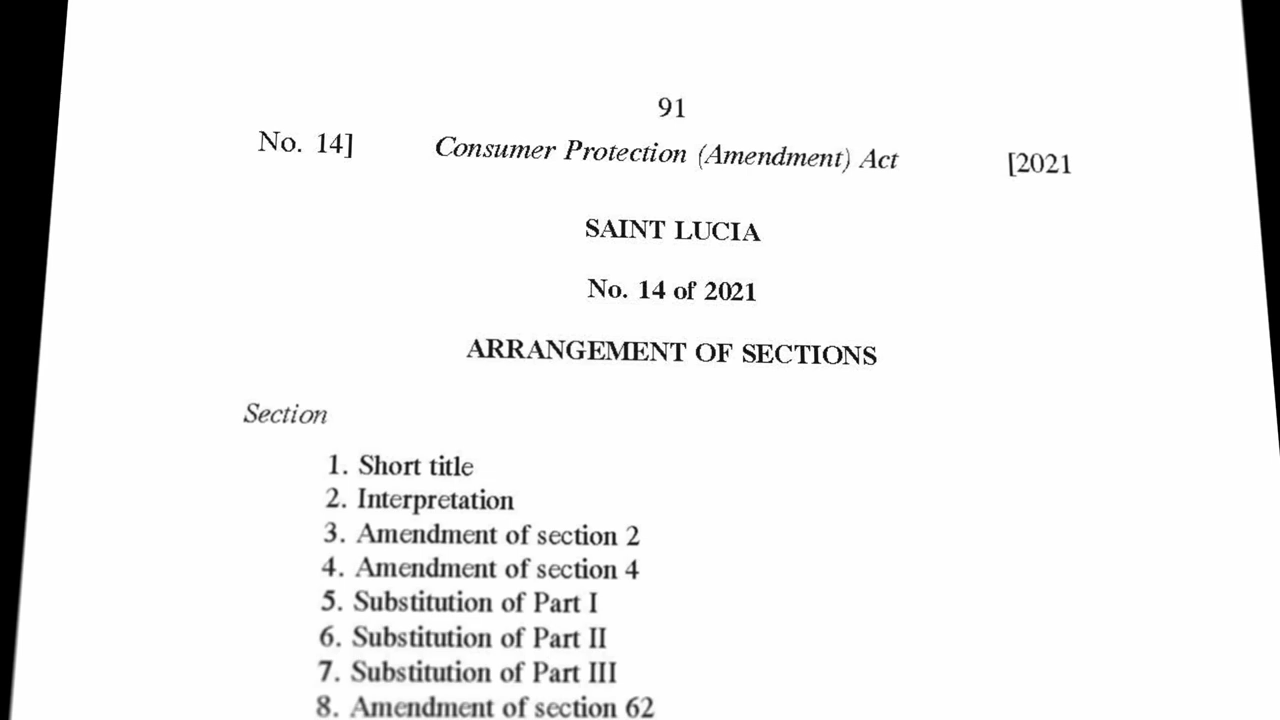 91
No. 14] Consumer Protection (Amendment) Act [2021
SAINT LUCIA
No. 14 of 2021
ARRANGEMENT OF SECTIONS
Section
1. Short title
2. Interpretation
3. Amendment of section 2
4. Amendment of section 4
5. Substitution of Part I
6. Substitution of Part II
7. Substitution of Part III
8. Amendment of section 62